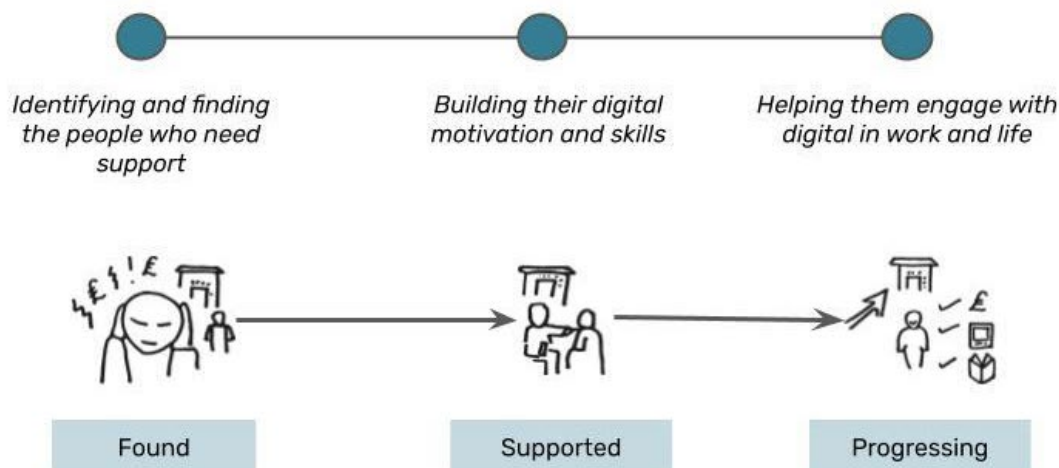 Identifying and finding
the people who need
support
Building their digital
motivation and skills
Helping them engage with
digital in work and life
£ ! £
£
Found
Supported
Progressing